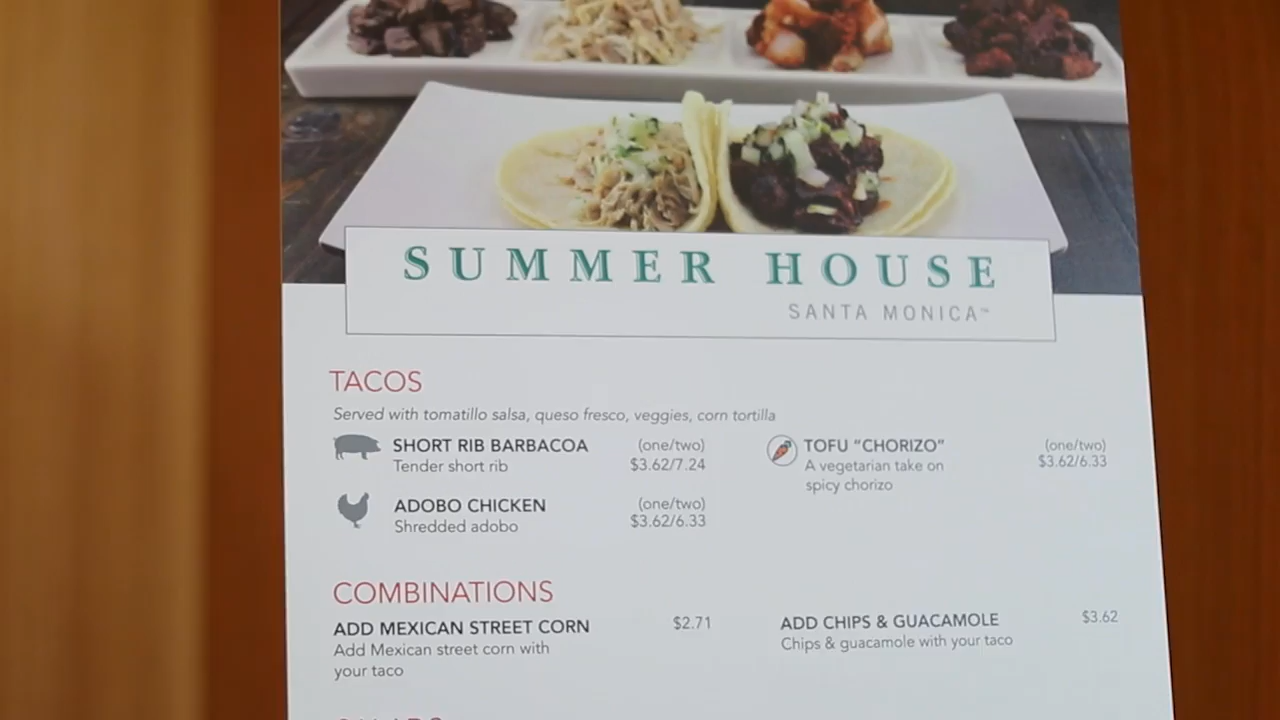 SUMMER HOUSE
SANTA MONICA™
TACOS
Served with tomatillo salsa, queso fresco, veggies, corn tortilla
SHORT RIB BARBACOA (one/two)
Tender short rib $3.62/7.24
ADOBO CHICKEN (one/two)
Shredded adobo $3.62/6.33
TOFU “CHORIZO” (one/two)
A vegetarian take on $3.62/6.33
spicy chorizo
COMBINATIONS
ADD MEXICAN STREET CORN $2.71
Add Mexican street corn with
your taco
ADD CHIPS & GUACAMOLE $3.62
Chips & guacamole with your taco